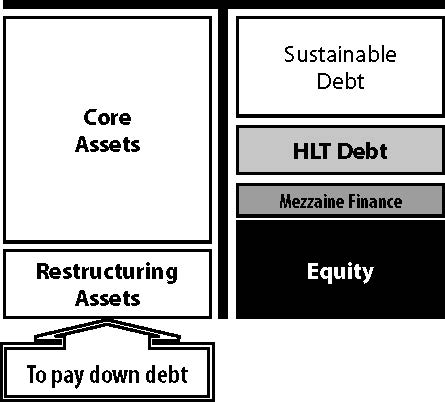 Core
Assets
Restructuring
Assets
To pay down debt
Sustainable
Debt
HLT Debt
Mezzaine Finance
Equity